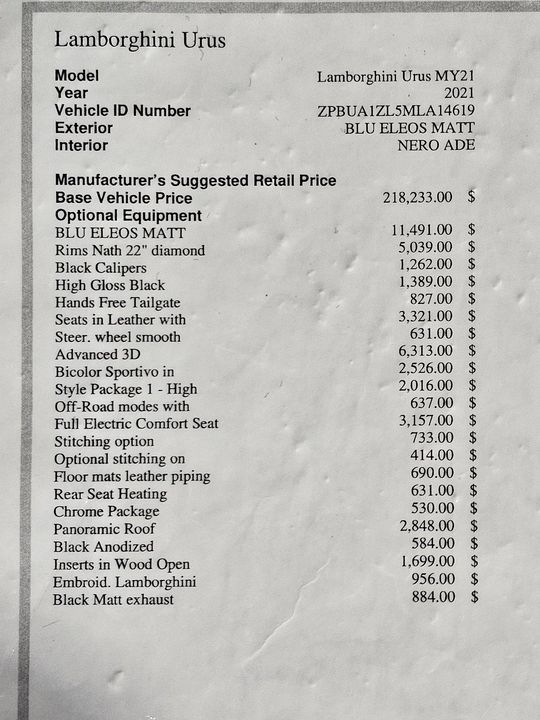 Lamborghini Urus
Model Lamborghini Urus MY21
Year 2021
Vehicle ID Number ZPBUA1ZL5MLA14619
Exterior BLU ELEOS MATT
Interior NERO ADE
Manufacturer's Suggested Retail Price
Base Vehicle Price 218,233.00 $
Optional Equipment
BLU ELEOS MATT 11,491.00 $
Rims Nath 22" diamond 5,039.00 $
Black Calipers 1,262.00 $
High Gloss Black 1,389.00 $
Hands Free Tailgate 827.00 $
Seats in Leather with 3,321.00 $
Steer. wheel smooth 631.00 $
Advanced 3D 6,313.00 $
Bicolor Sportivo in 2,526.00 $
Style Package 1 - High 2,016.00 $
Off-Road modes with 637.00 $
Full Electric Comfort Seat 3,157.00 $
Stitching option 733.00 $
Optional stitching on 414.00 $
Floor mats leather piping 690.00 $
Rear Seat Heating 631.00 $
Chrome Package 530.00 $
Panoramic Roof 2,848.00 $
Black Anodized 584.00 $
Inserts in Wood Open 1,699.00 $
Embroid. Lamborghini 956.00 $
Black Matt exhaust 884.00 $